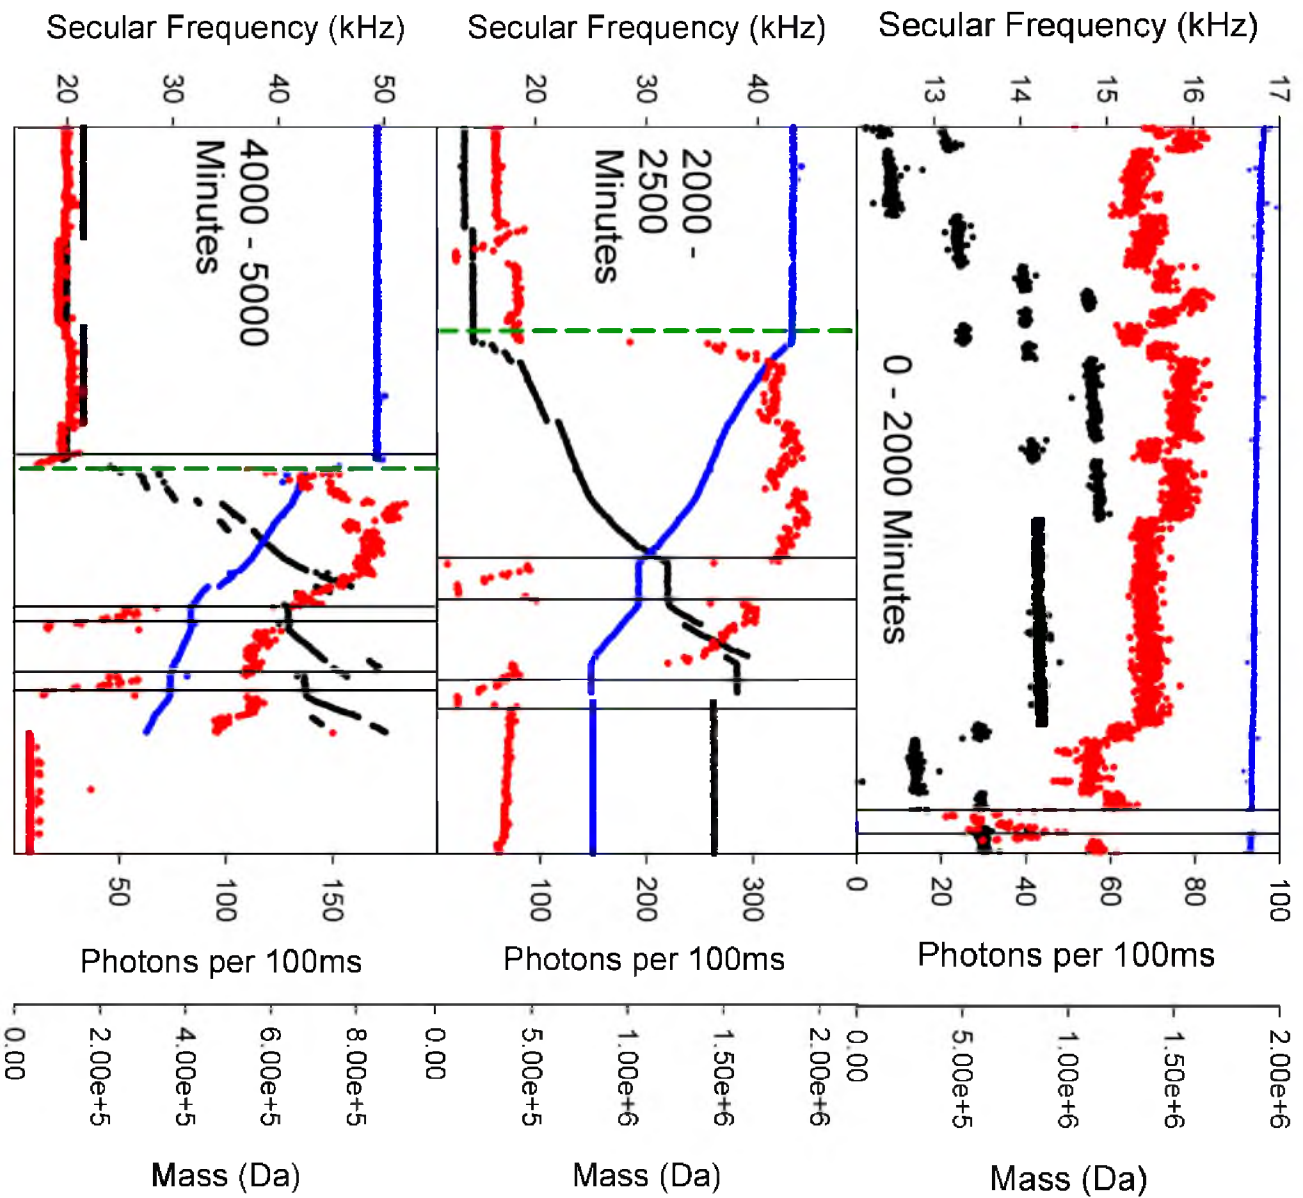 Secular Frequency (kHz)
Secular Frequency (kHz)
Secular Frequency (kHz)
20
30
40
50
20
30
40
13
14
15
16
17
4000 - 5000
Minutes
2000 -
2500
Minutes
0 - 2000 Minutes
50
100
150
100
200
300
0
20
40
60
80
100
Photons per 100ms
Photons per 100ms
Photons per 100ms
0.00
2.00e+5
4.00e+5
6.00e+5
8.00e+5
0.00
5.00e+5
1.00e+6
1.50e+6
2.00e+6
0.00
5.00e+5
1.00e+6
1.50e+6
2.00e+6
Mass (Da)
Mass (Da)
Mass (Da)